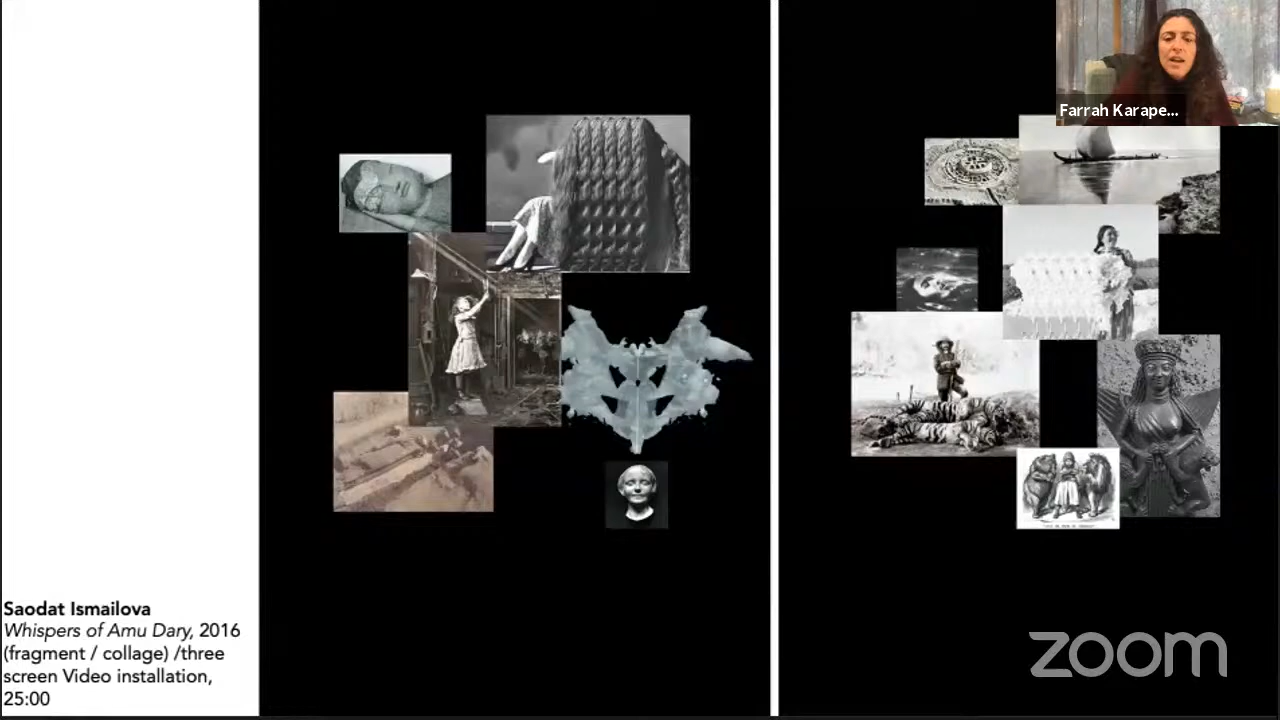 Farrah Karape...
Saodat Ismailova
Whispers of Amu Dary, 2016
(fragment / collage) /three
screen Video installation,
25:00
zoom